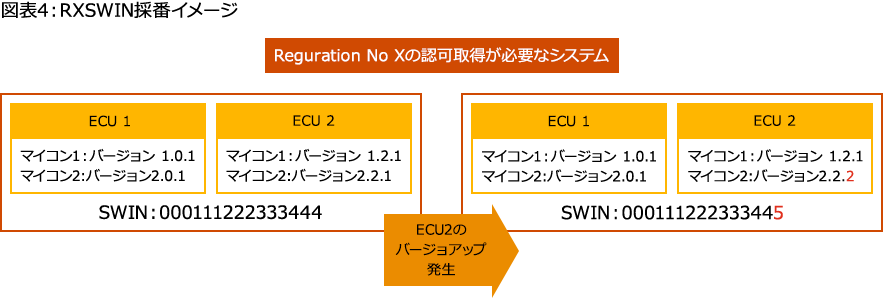 図表4：RXSWIN採番イメージ
Reguration No Xの認可取得が必要なシステム
ECU 1
マイコン1：バージョン 1.0.1
マイコン2:バージョン2.0.1
ECU 2
マイコン1：バージョン 1.2.1
マイコン2:バージョン2.2.1
SWIN：000111222333444
ECU2の
バージョアップ
発生
ECU 1
マイコン1：バージョン 1.0.1
マイコン2:バージョン2.0.1
ECU 2
マイコン1：バージョン 1.2.1
マイコン2:バージョン2.2.2
SWIN：000111222333445